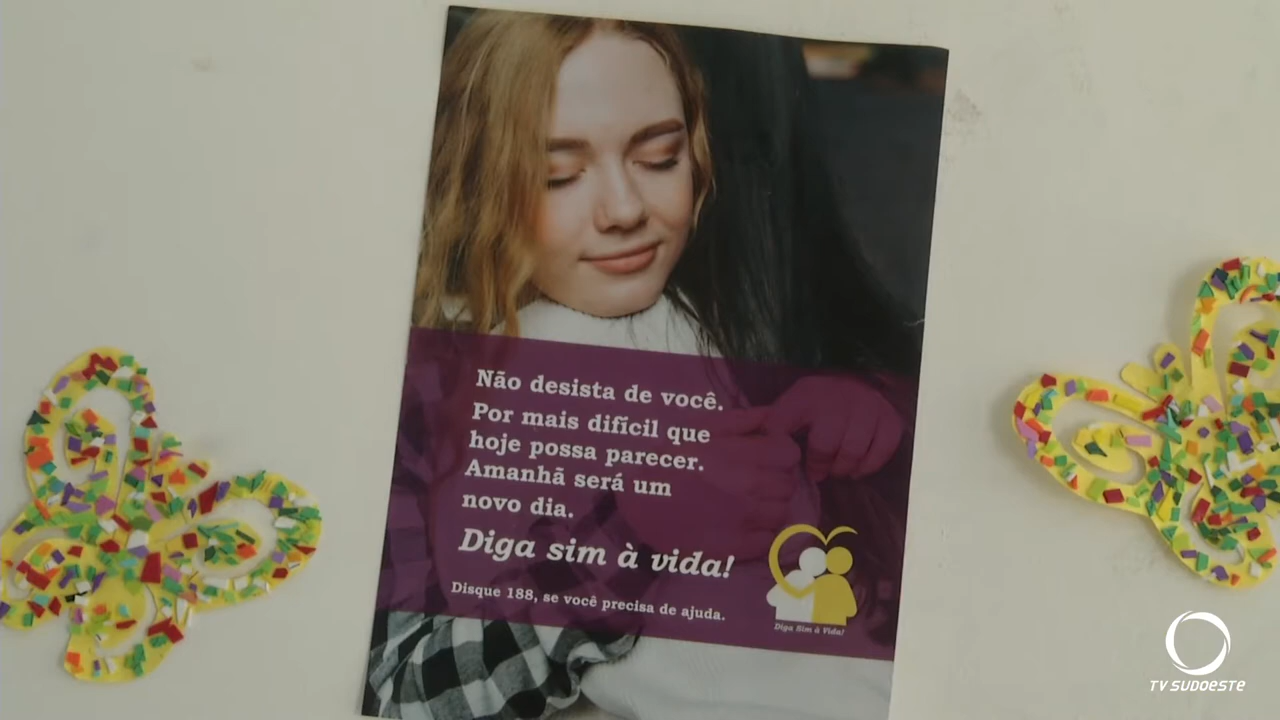 Não desista de você.
Por mais difícil que
hoje possa parecer.
Amanhã será um
novo dia.
Diga sim à vida!
Disque 188, se você precisa de ajuda.
Diga Sim à Vida!
TV SUDOESTE